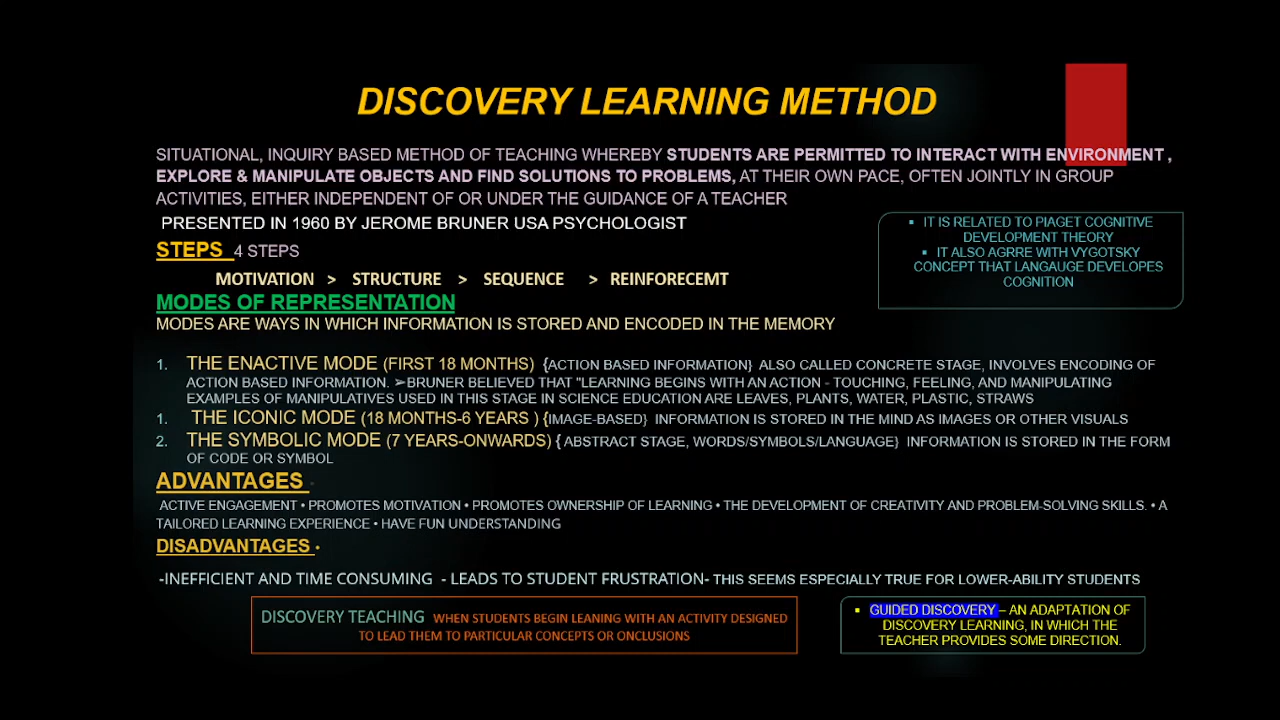 DISCOVERY LEARNING METHOD
SITUATIONAL, INQUIRY BASED METHOD OF TEACHING WHEREBY STUDENTS ARE PERMITTED TO INTERACT WITH ENVIRONMENT ,
EXPLORE & MANIPULATE OBJECTS AND FIND SOLUTIONS TO PROBLEMS, AT THEIR OWN PACE, OFTEN JOINTLY IN GROUP
ACTIVITIES, EITHER INDEPENDENT OF OR UNDER THE GUIDANCE OF A TEACHER
PRESENTED IN 1960 BY JEROME BRUNER USA PSYCHOLOGIST
▪ IT IS RELATED TO PIAGET COGNITIVE
DEVELOPMENT THEORY
▪ IT ALSO AGRRE WITH VYGOTSKY
CONCEPT THAT LANGAUGE DEVELOPES
COGNITION
STEPS 4 STEPS
MOTIVATION > STRUCTURE > SEQUENCE > REINFORECEMT
MODES OF REPRESENTATION
MODES ARE WAYS IN WHICH INFORMATION IS STORED AND ENCODED IN THE MEMORY
1. THE ENACTIVE MODE (FIRST 18 MONTHS) {ACTION BASED INFORMATION} ALSO CALLED CONCRETE STAGE, INVOLVES ENCODING OF
ACTION BASED INFORMATION. ➢BRUNER BELIEVED THAT "LEARNING BEGINS WITH AN ACTION - TOUCHING, FEELING, AND MANIPULATING
EXAMPLES OF MANIPULATIVES USED IN THIS STAGE IN SCIENCE EDUCATION ARE LEAVES, PLANTS, WATER, PLASTIC, STRAWS
1. THE ICONIC MODE (18 MONTHS-6 YEARS ) {IMAGE-BASED} INFORMATION IS STORED IN THE MIND AS IMAGES OR OTHER VISUALS
2. THE SYMBOLIC MODE (7 YEARS-ONWARDS) { ABSTRACT STAGE, WORDS/SYMBOLS/LANGUAGE} INFORMATION IS STORED IN THE FORM
OF CODE OR SYMBOL
ADVANTAGES
ACTIVE ENGAGEMENT • PROMOTES MOTIVATION • PROMOTES OWNERSHIP OF LEARNING • THE DEVELOPMENT OF CREATIVITY AND PROBLEM-SOLVING SKILLS. • A
TAILORED LEARNING EXPERIENCE • HAVE FUN UNDERSTANDING
DISADVANTAGES •
-INEFFICIENT AND TIME CONSUMING - LEADS TO STUDENT FRUSTRATION- THIS SEEMS ESPECIALLY TRUE FOR LOWER-ABILITY STUDENTS
DISCOVERY TEACHING WHEN STUDENTS BEGIN LEANING WITH AN ACTIVITY DESIGNED
TO LEAD THEM TO PARTICULAR CONCEPTS OR ONCLUSIONS
▪ GUIDED DISCOVERY – AN ADAPTATION OF
DISCOVERY LEARNING, IN WHICH THE
TEACHER PROVIDES SOME DIRECTION.